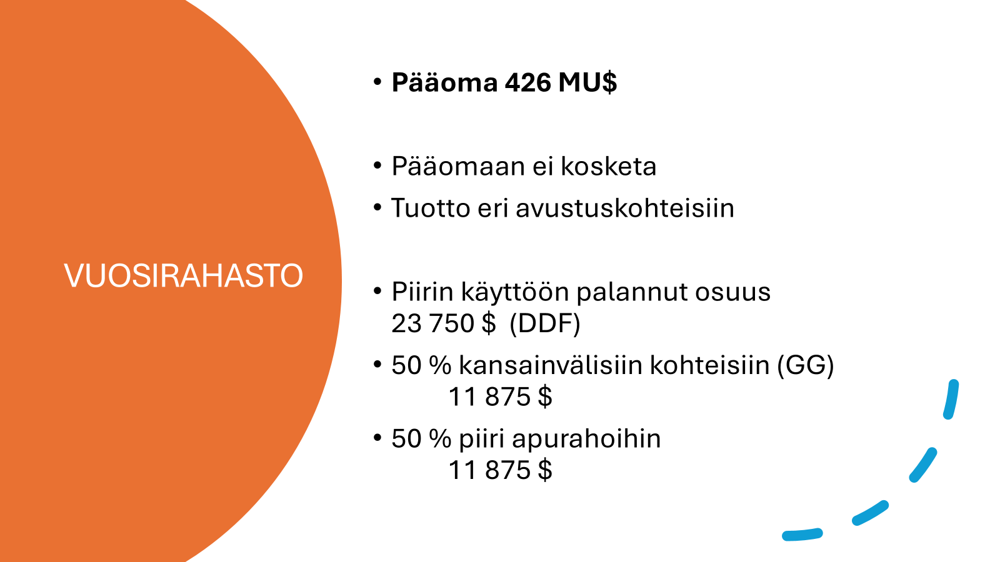 VUOSIRAHASTO
• Pääoma 426 MU$
• Pääomaan ei kosketa
• Tuotto eri avustuskohteisiin
• Piirin käyttöön palannut osuus
23 750 $  (DDF)
• 50 % kansainvälisiin kohteisiin (GG)
11 875 $
• 50 % piiri apurahoihin
11 875 $